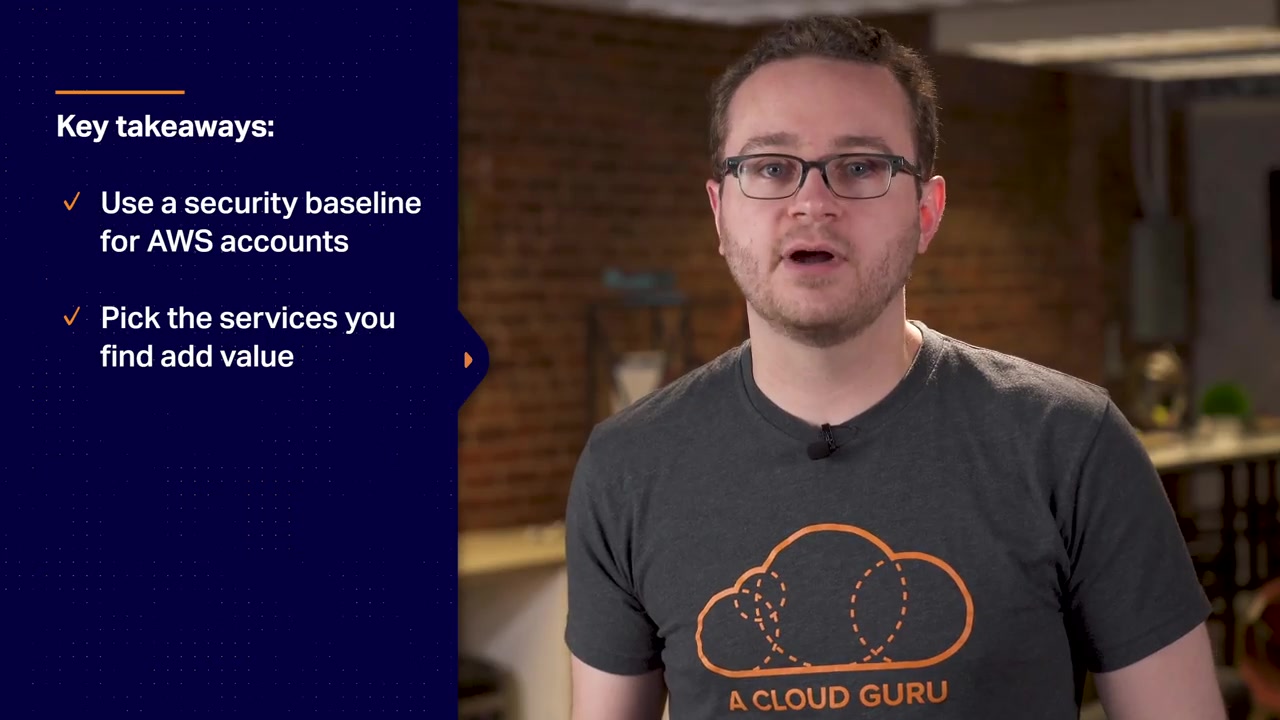 Key takeaways:
Use a security baseline
for AWS accounts
Pick the services you
find add value
A CLOUD GURU